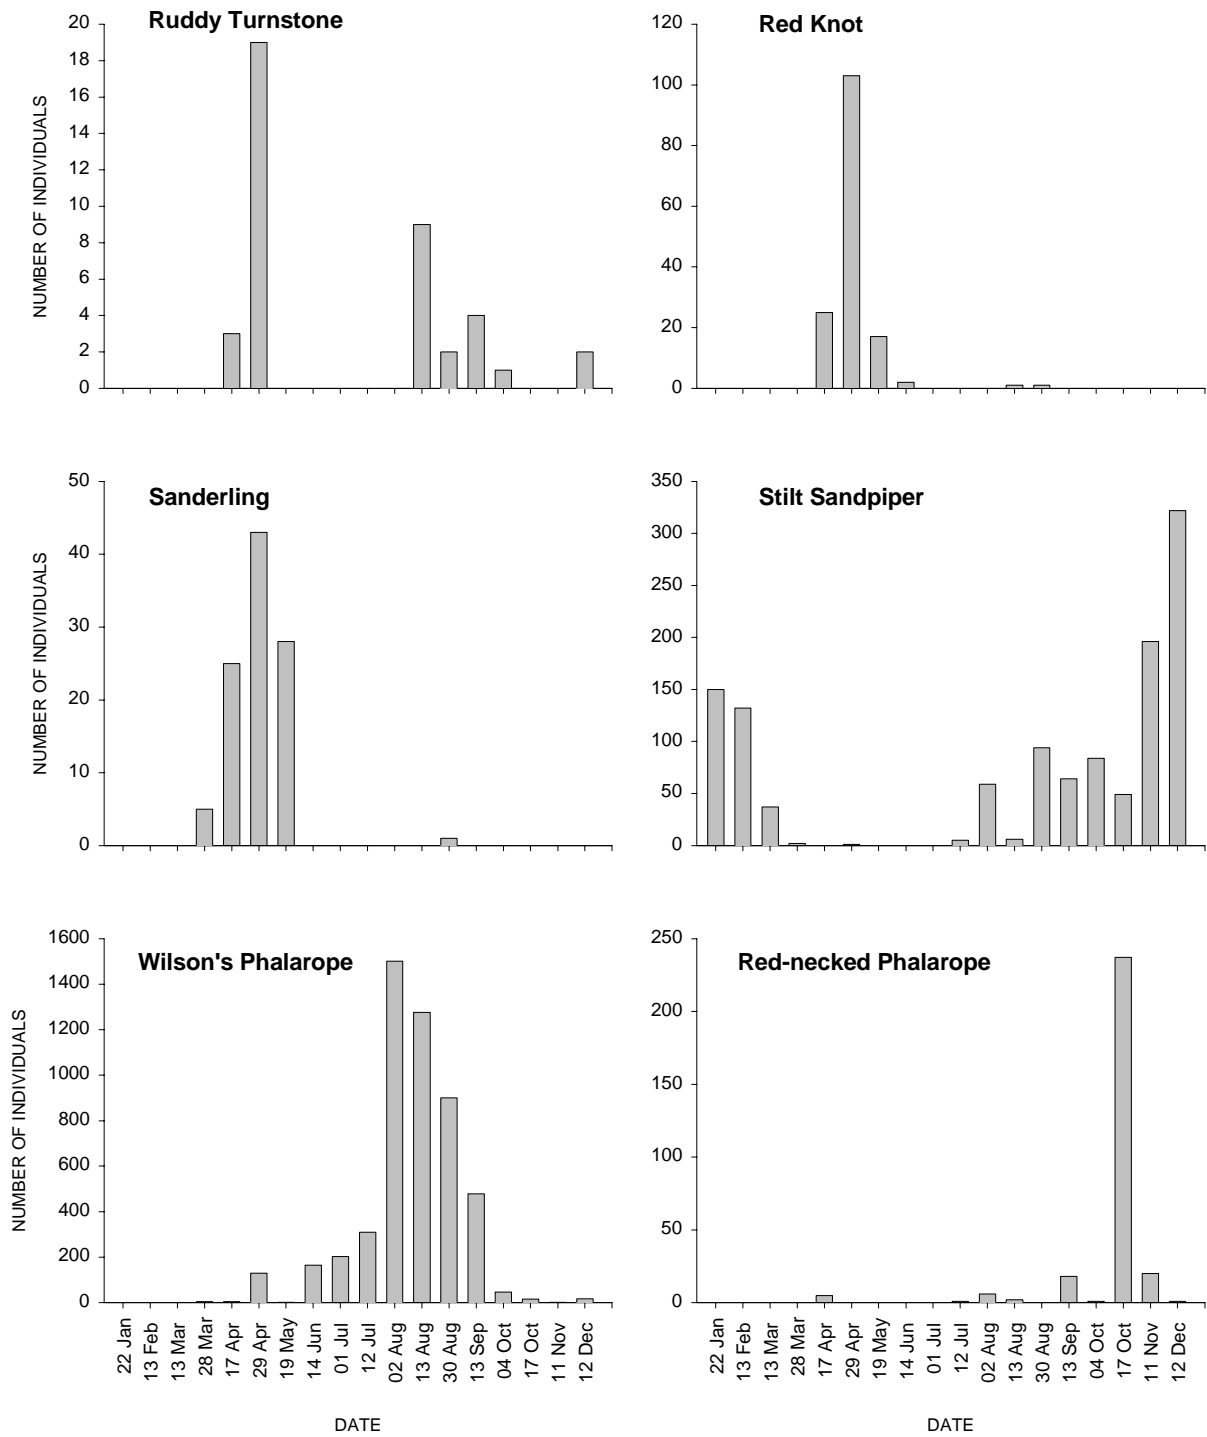 Ruddy Turnstone
NUMBER OF INDIVIDUALS
20
18
16
14
12
10
8
6
4
2
0
Red Knot
120
100
80
60
40
20
0
Sanderling
NUMBER OF INDIVIDUALS
50
40
30
20
10
0
Stilt Sandpiper
350
300
250
200
150
100
50
0
Wilson's Phalarope
NUMBER OF INDIVIDUALS
1600
1400
1200
1000
800
600
400
200
0
22 Jan
13 Feb
13 Mar
28 Mar
17 Apr
29 Apr
19 May
14 Jun
01 Jul
12 Jul
02 Aug
13 Aug
30 Aug
13 Sep
04 Oct
17 Oct
11 Nov
12 Dec
DATE
Red-necked Phalarope
250
200
150
100
50
0
22 Jan
13 Feb
13 Mar
28 Mar
17 Apr
29 Apr
19 May
14 Jun
01 Jul
12 Jul
02 Aug
13 Aug
30 Aug
13 Sep
04 Oct
17 Oct
11 Nov
12 Dec
DATE